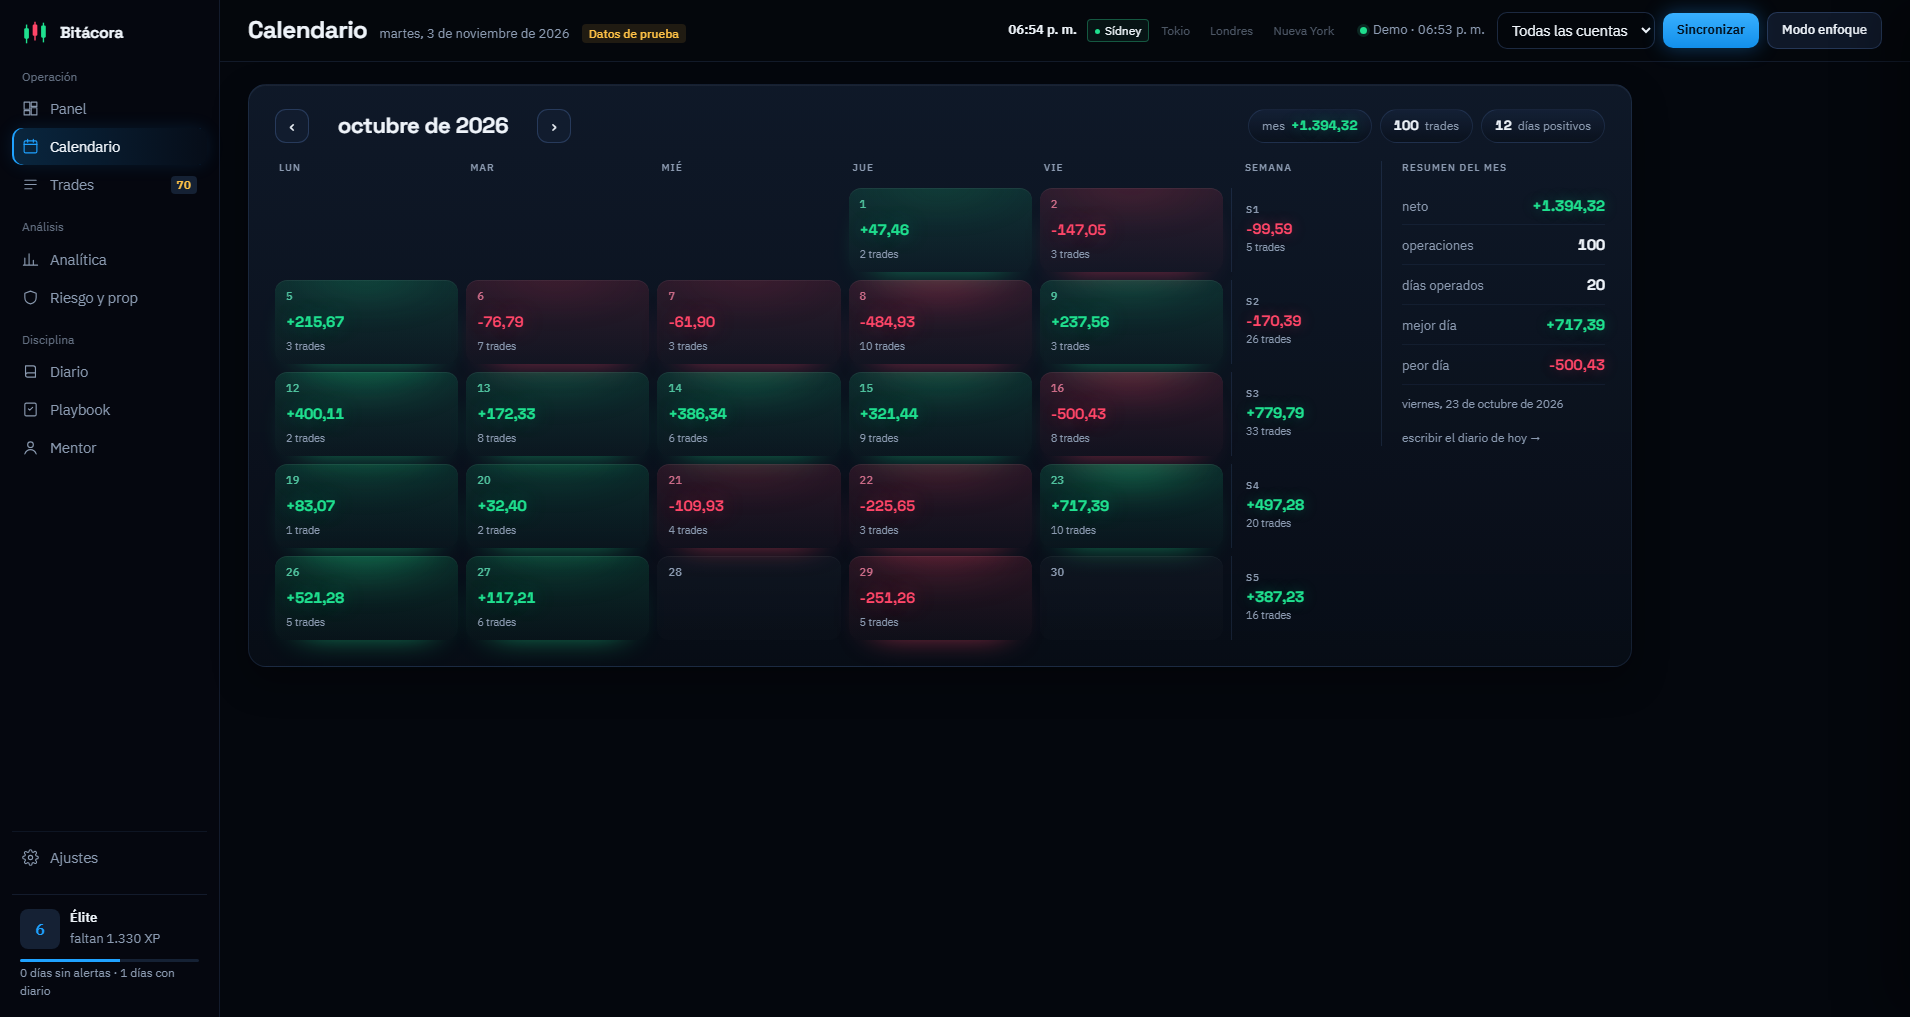 Bitácora
Operación
Panel
Calendario
Trades 70
Análisis
Analítica
Riesgo y prop
Disciplina
Diario
Playbook
Mentor
Ajustes
6 Élite
faltan 1.330 XP
0 días sin alertas · 1 días con
diario
Calendario martes, 3 de noviembre de 2026 Datos de prueba
06:54 p. m. Sídney Tokio Londres Nueva York Demo · 06:53 p. m. Todas las cuentas Sincronizar Modo enfoque
‹ octubre de 2026 ›
mes +1.394,32 100 trades 12 días positivos
LUN MAR MIÉ JUE VIE SEMANA
1 2 S1
+47,46 -147,05 -99,59
2 trades 3 trades 5 trades
5 6 7 8 9 S2
+215,67 -76,79 -61,90 -484,93 +237,56 -170,39
3 trades 7 trades 3 trades 10 trades 3 trades 26 trades
12 13 14 15 16 S3
+400,11 +172,33 +386,34 +321,44 -500,43 +779,79
2 trades 8 trades 6 trades 9 trades 8 trades 33 trades
19 20 21 22 23 S4
+83,07 +32,40 -109,93 -225,65 +717,39 +497,28
1 trade 2 trades 4 trades 3 trades 10 trades 20 trades
26 27 28 29 30 S5
+521,28 +117,21 -251,26 +387,23
5 trades 6 trades 5 trades 16 trades
RESUMEN DEL MES
neto +1.394,32
operaciones 100
días operados 20
mejor día +717,39
peor día -500,43
viernes, 23 de octubre de 2026
escribir el diario de hoy →